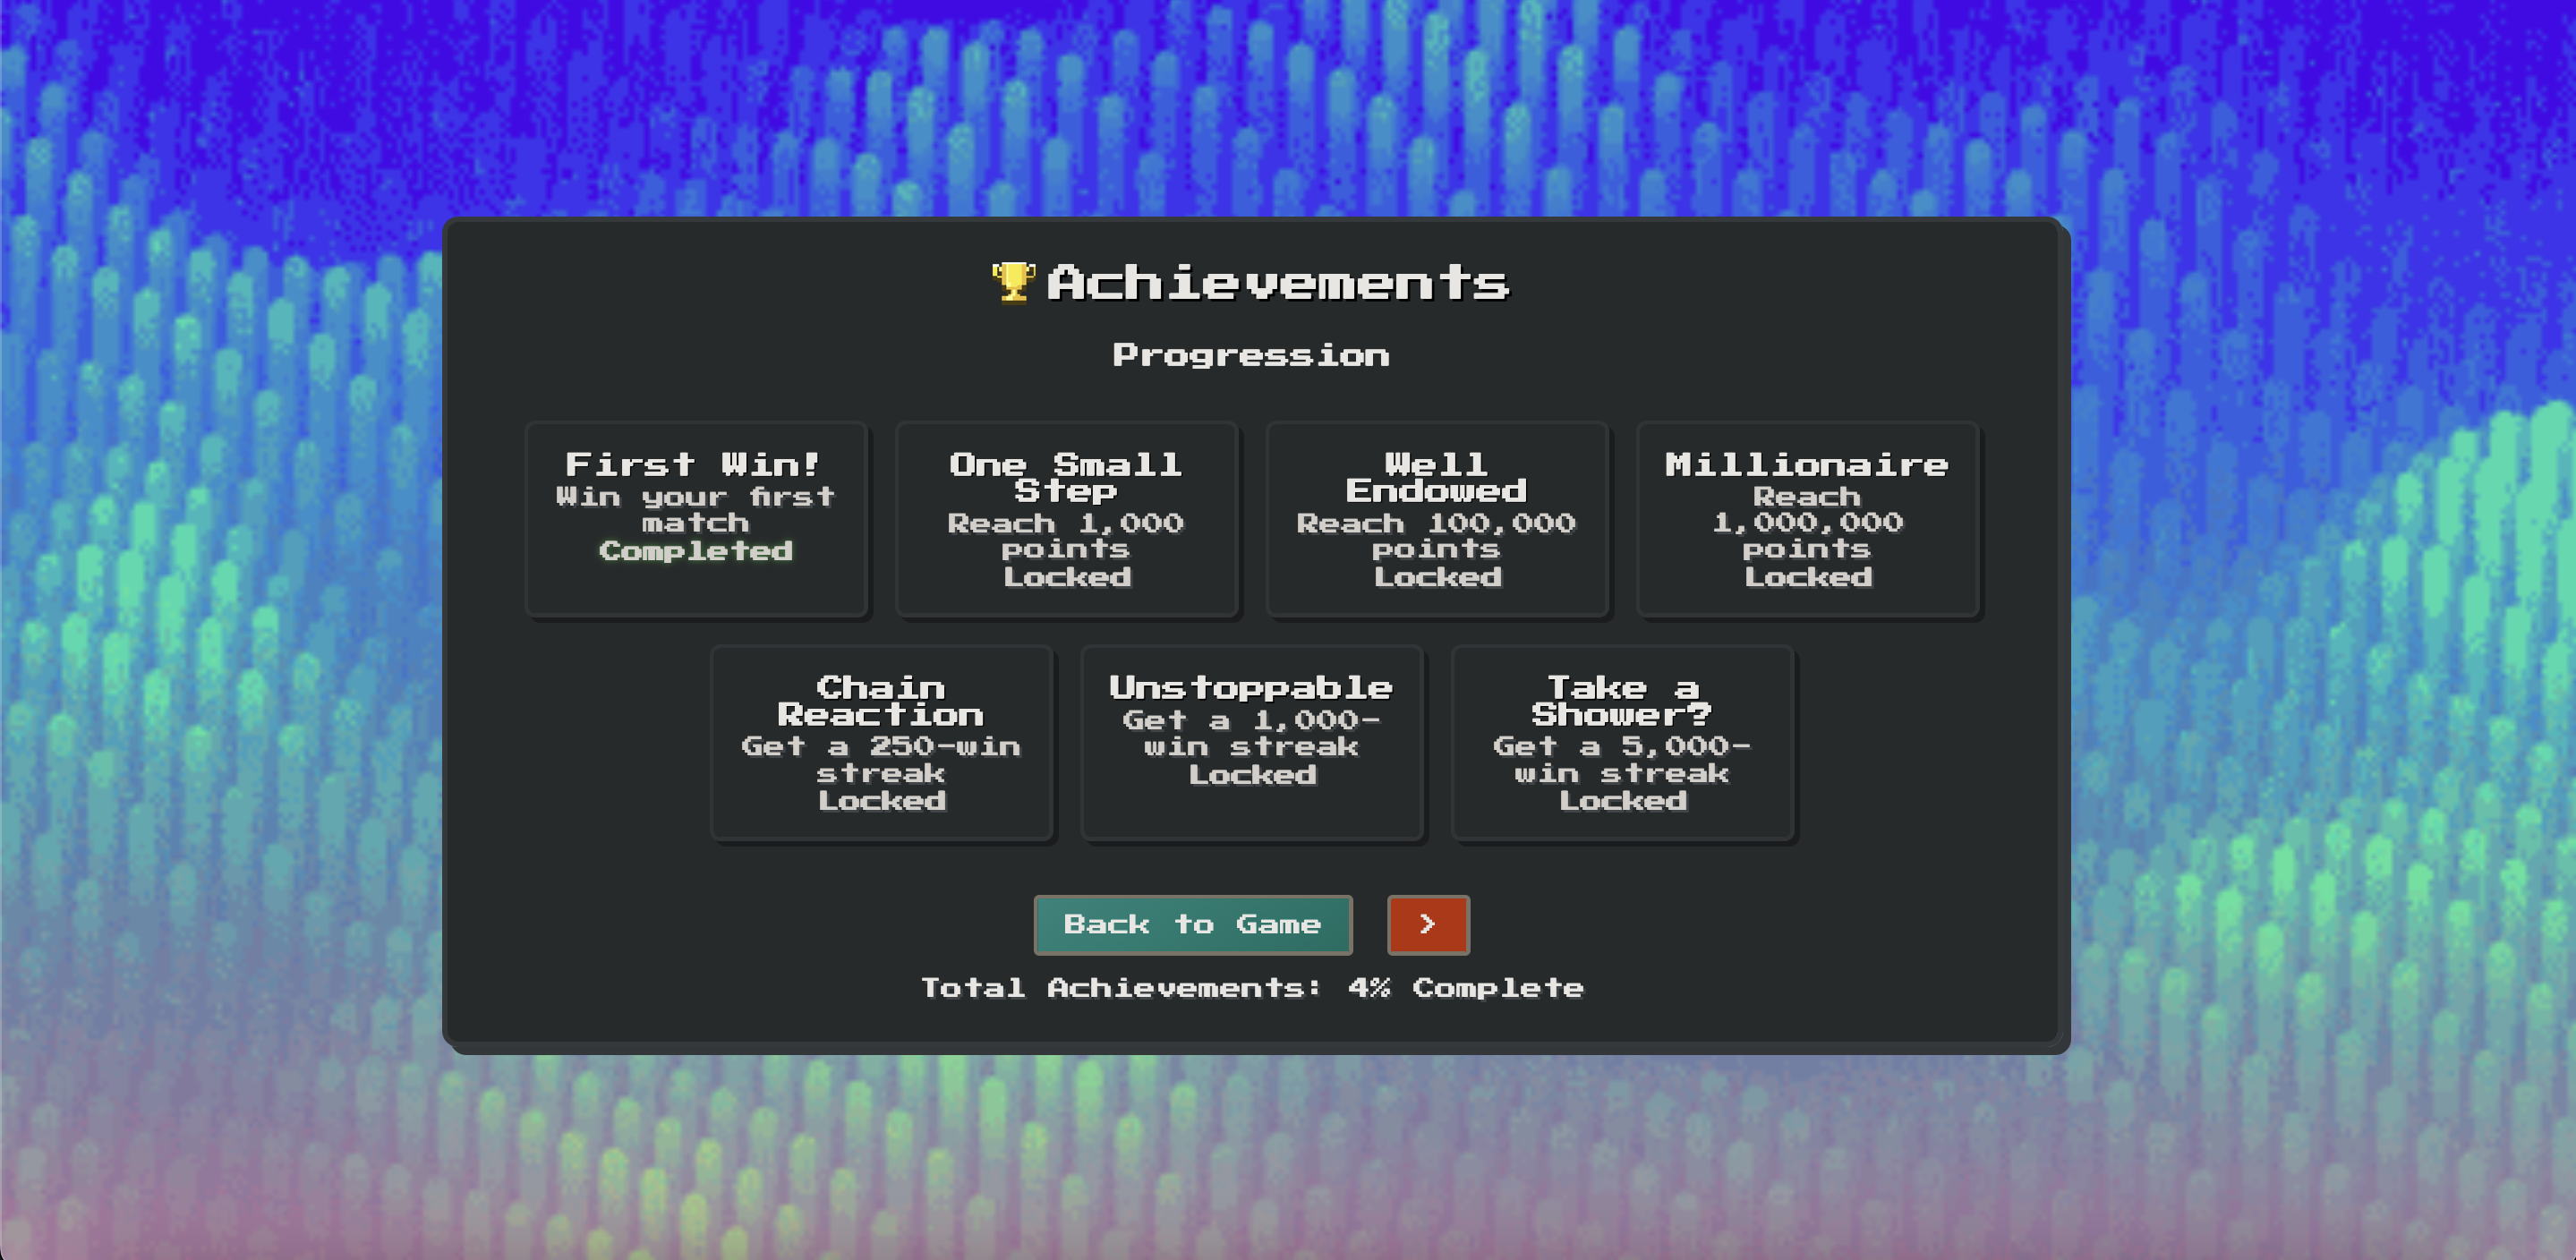 Achievements
Progression
First Win!
Win your first
match
Completed
One Small
Step
Reach 1,000
points
Locked
Well
Endowed
Reach 100,000
points
Locked
Millionaire
Reach
1,000,000
points
Locked
Chain
Reaction
Get a 250-win
streak
Locked
Unstoppable
Get a 1,000-
win streak
Locked
Take a
Shower?
Get a 5,000-
win streak
Locked
Back to Game
>
Total Achievements: 4% Complete